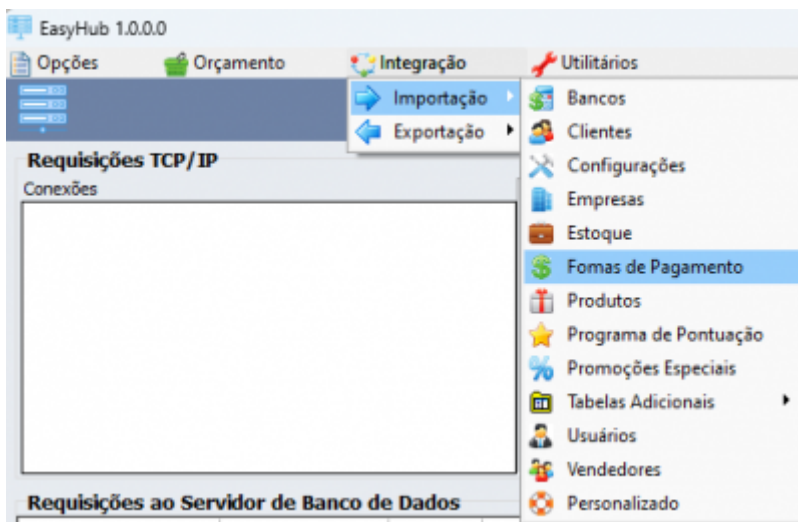 EasyHub 1.0.0.0
Opções Orçamento Integração Utilitários
Importação
Exportação
Bancos
Clientes
Configurações
Empresas
Estoque
Fomas de Pagamento
Produtos
Programa de Pontuação
Promoções Especiais
Tabelas Adicionais
Usuários
Vendedores
Personalizado
Requisições TCP/IP
Conexões
Requisições ao Servidor de Banco de Dados